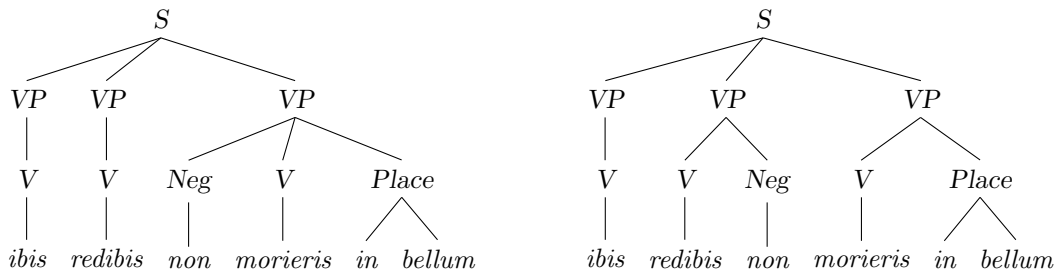 S S
VP VP VP VP VP VP
V V Neg V Place V V Neg V Place
ibis redibis non morieris in bellum ibis redibis non morieris in bellum